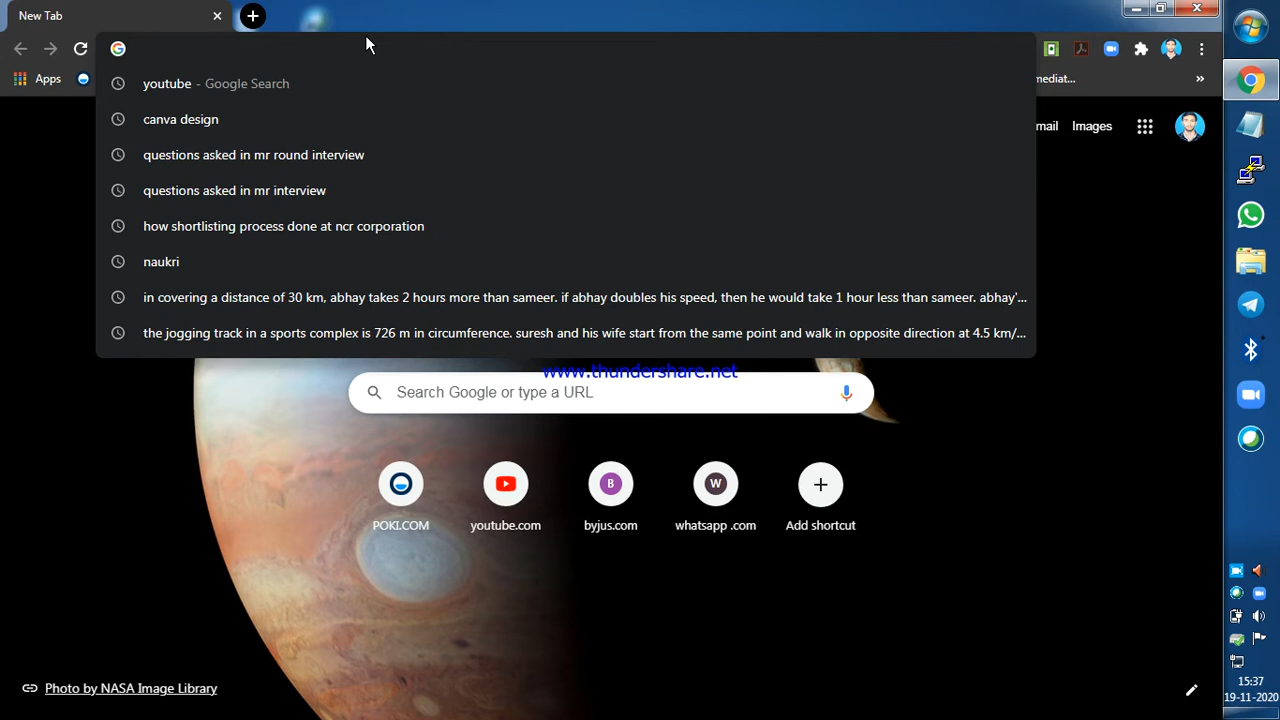 New Tab
Apps
mediat...
»
youtube - Google Search
canva design
questions asked in mr round interview
questions asked in mr interview
how shortlisting process done at ncr corporation
naukri
in covering a distance of 30 km, abhay takes 2 hours more than sameer. if abhay doubles his speed, then he would take 1 hour less than sameer. abhay'...
the jogging track in a sports complex is 726 m in circumference. suresh and his wife start from the same point and walk in opposite direction at 4.5 km/...
mail Images
www.thundershare.net
Search Google or type a URL
B
W
POKI.COM
youtube.com
byjus.com
whatsapp .com
Add shortcut
Photo by NASA Image Library
15:37
19-11-2020